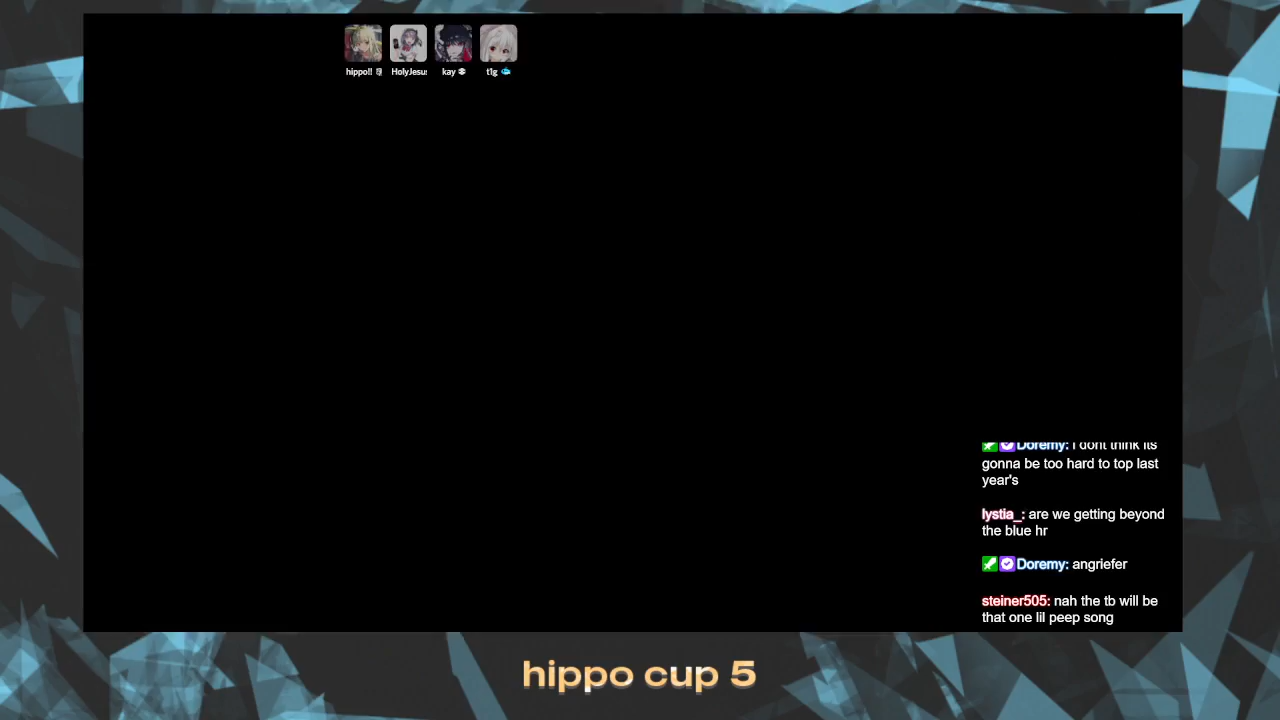 hippo!! HolyJesu: kay t1g
Doremy: I dont think its
gonna be too hard to top last
year's
lystia_: are we getting beyond
the blue hr
Doremy: angriefer
steiner505: nah the tb will be
that one lil peep song
hippo cup 5